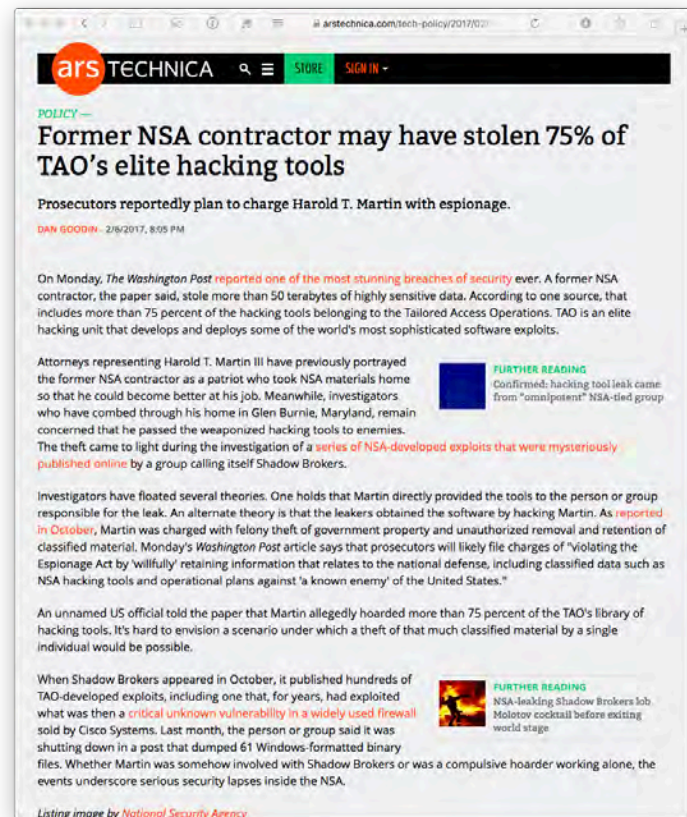 arstechnica.com/tech-policy/2017/02
ars TECHNICA
STORE
SIGN IN
POLICY —
Former NSA contractor may have stolen 75% of
TAO's elite hacking tools
Prosecutors reportedly plan to charge Harold T. Martin with espionage.
DAN GOODIN - 2/6/2017, 8:05 PM
On Monday, The Washington Post reported one of the most stunning breaches of security ever. A former NSA
contractor, the paper said, stole more than 50 terabytes of highly sensitive data. According to one source, that
includes more than 75 percent of the hacking tools belonging to the Tailored Access Operations. TAO is an elite
hacking unit that develops and deploys some of the world's most sophisticated software exploits.
Attorneys representing Harold T. Martin III have previously portrayed
the former NSA contractor as a patriot who took NSA materials home
so that he could become better at his job. Meanwhile, investigators
who have combed through his home in Glen Burnie, Maryland, remain
concerned that he passed the weaponized hacking tools to enemies.
The theft came to light during the investigation of a series of NSA-developed exploits that were mysteriously
published online by a group calling itself Shadow Brokers.
FURTHER READING
Confirmed: hacking tool leak came
from "omnipotent" NSA-tied group
Investigators have floated several theories. One holds that Martin directly provided the tools to the person or group
responsible for the leak. An alternate theory is that the leakers obtained the software by hacking Martin. As reported
in October, Martin was charged with felony theft of government property and unauthorized removal and retention of
classified material. Monday's Washington Post article says that prosecutors will likely file charges of "violating the
Espionage Act by 'willfully' retaining information that relates to the national defense, including classified data such as
NSA hacking tools and operational plans against 'a known enemy' of the United States."
An unnamed US official told the paper that Martin allegedly hoarded more than 75 percent of the TAO's library of
hacking tools. It's hard to envision a scenario under which a theft of that much classified material by a single
individual would be possible.
When Shadow Brokers appeared in October, it published hundreds of
TAO-developed exploits, including one that, for years, had exploited
what was then a critical unknown vulnerability in a widely used firewall
sold by Cisco Systems. Last month, the person or group said it was
shutting down in a post that dumped 61 Windows-formatted binary
files. Whether Martin was somehow involved with Shadow Brokers or was a compulsive hoarder working alone, the
events underscore serious security lapses inside the NSA.
FURTHER READING
NSA-leaking Shadow Brokers lob
Molotov cocktail before exiting
world stage
Listing image by National Security Agency